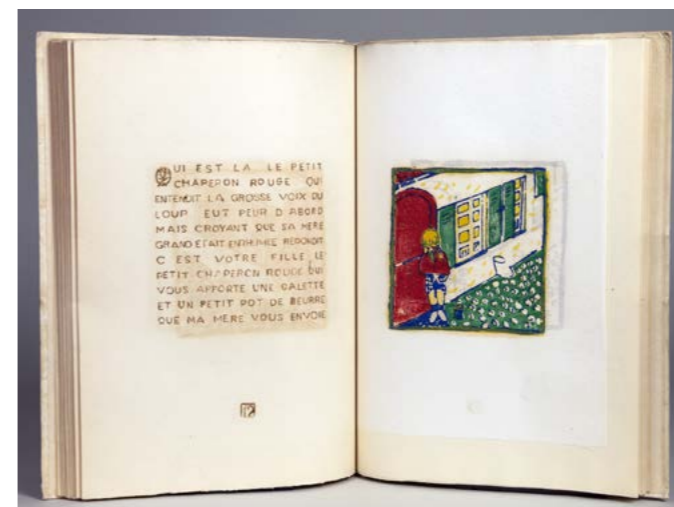 QUI EST LA LE PETIT
CHAPERON ROUGE QUI
ENTENDIT LA GROSSE VOIX DU
LOUP EUT PEUR D ABORD
MAIS CROYANT QUE SA MERE
GRAND ETAIT ENRHUMEE REPONDIT
C EST VOTRE FILLE LE
PETIT CHAPERON ROUGE QUI
VOUS APPORTE UNE GALETTE
ET UN PETIT POT DE BEURRE
QUE MA MERE VOUS ENVOIE